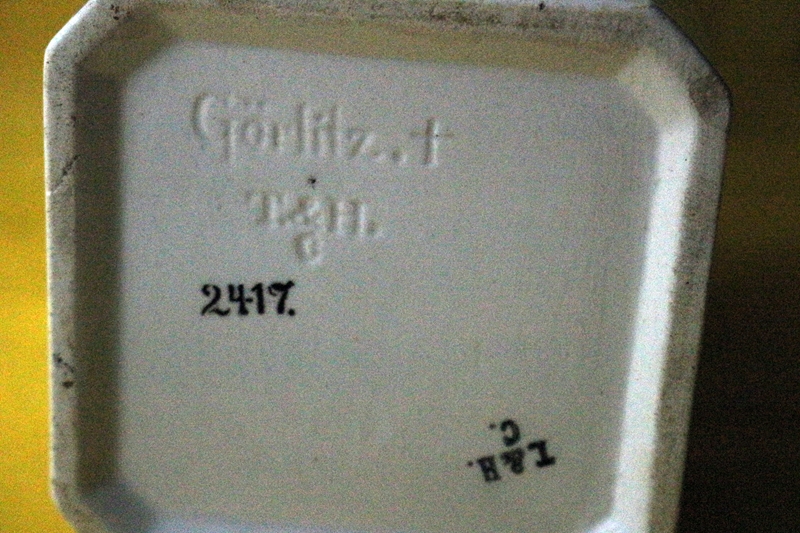 Görlitz. †
T. & H.
C
2417.
T. & H.
C.